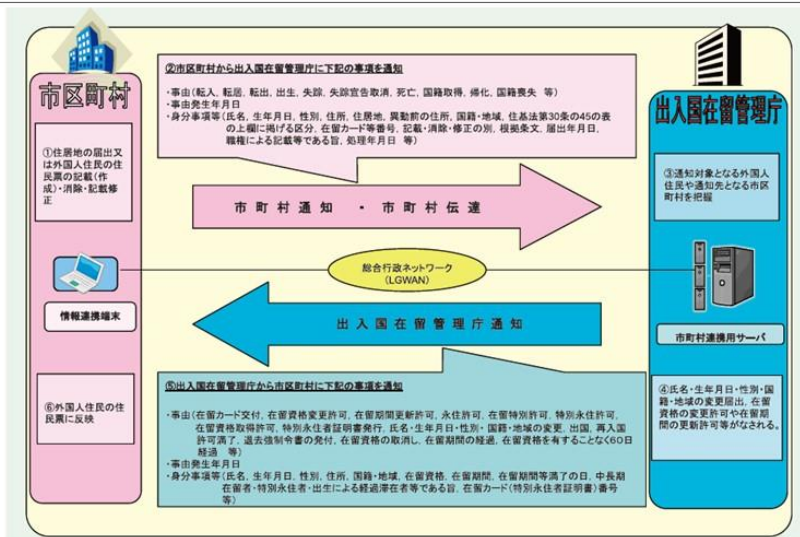 市区町村
①住居地の届出又
は外国人住民の住
民票の記載(作
成)・消除・記載修
正
情報連携端末
⑥外国人住民の住
民票に反映
②市区町村から出入国在留管理庁に下記の事項を通知
・事由(転入, 転居, 転出, 出生, 失踪, 失踪宣告取消, 死亡, 国籍取得, 帰化, 国籍喪失 等)
・事由発生年月日
・身分事項等(氏名, 生年月日, 性別, 住所, 住居地, 異動前の住所, 国籍・地域, 住基法第30条の45の表
の上欄に掲げる区分, 在留カード等番号, 記載・消除・修正の別, 根拠条文, 届出年月日,
職権による記載等である旨, 処理年月日 等)
市町村通知 ・ 市町村伝達
総合行政ネットワーク
(LGWAN)
出入国在留管理庁通知
⑤出入国在留管理庁から市区町村に下記の事項を通知
・事由(在留カード交付, 在留資格変更許可, 在留期間更新許可, 永住許可, 在留特別許可, 特別永住許可,
在留資格取得許可, 特別永住者証明書発行, 氏名・生年月日・性別・国籍・地域の変更, 出国, 再入国
許可満了, 退去強制令書の発付, 在留資格の取消し, 在留期間の経過, 在留資格を有することなく60日
経過 等)
・事由発生年月日
・身分事項等(氏名, 生年月日, 性別, 住所, 国籍・地域, 在留資格, 在留期間, 在留期間等満了の日, 中長期
在留者・特別永住者・出生による経過滞在者等である旨, 在留カード(特別永住者証明書)番号
等)
出入国在留管理庁
③通知対象となる外国人
住民や通知先となる市区
町村を把握
市町村連携用サーバ
④氏名・生年月日・性別・国
籍・地域の変更届出, 在留
資格の変更許可や在留期
間の更新許可等がなされる。